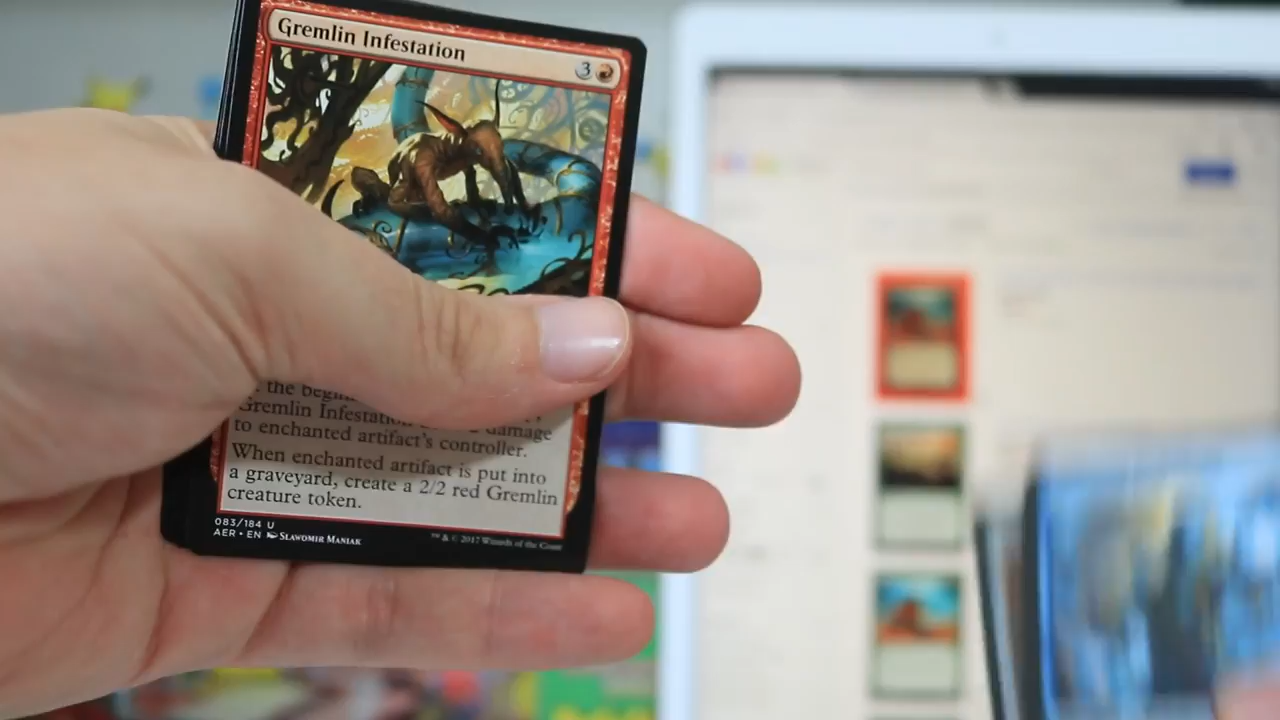 Gremlin Infestation
3
the begin
Gremlin Infestation damage
to enchanted artifact's controller.
When enchanted artifact is put into
a graveyard, create a 2/2 red Gremlin
creature token.
083/184 U
AER • EN SLAWOMIR MANIAK
™ & © 2017 Wizards of the Coast